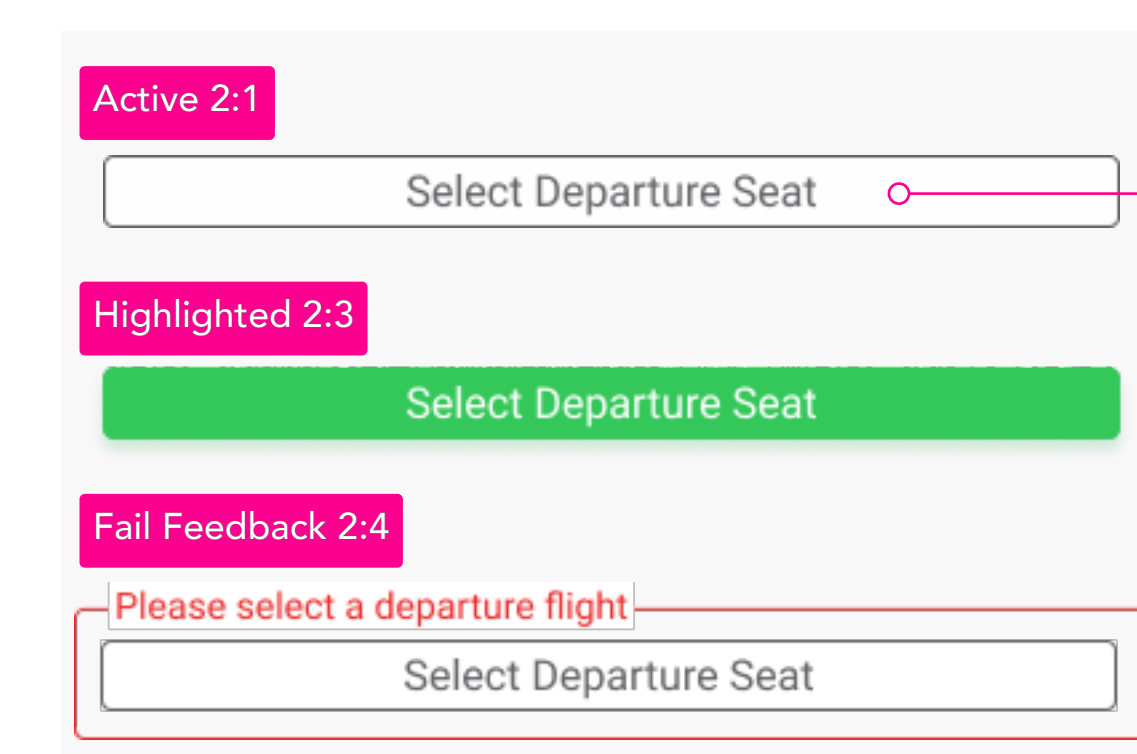 Active 2:1
Select Departure Seat
Highlighted 2:3
Select Departure Seat
Fail Feedback 2:4
Please select a departure flight
Select Departure Seat